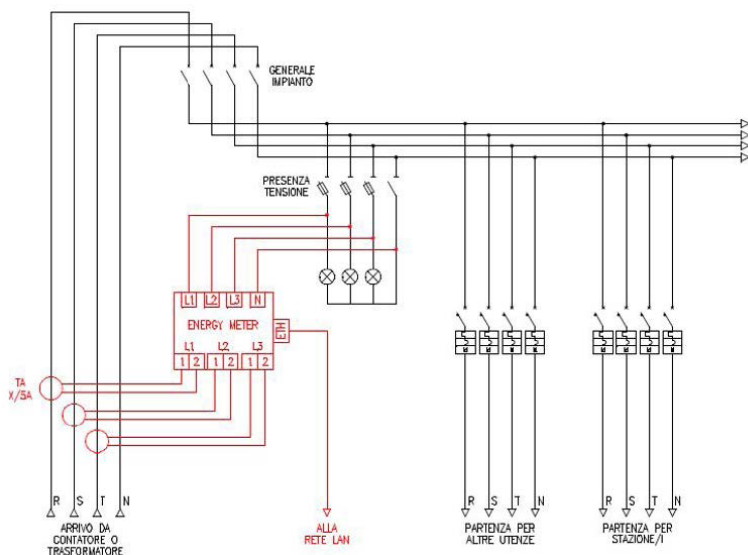 GENERALE
IMPIANTO
PRESENZA
TENSIONE
L1 L2 L3 N
ENERGY METER
ETH
L1 L2 L3
1 2 1 2 1 2
TA
X/5A
R S T N
ARRIVO DA
CONTATORE O
TRASFORMATORE
ALLA
RETE LAN
R S T N
PARTENZA PER
ALTRE UTENZE
R S T N
PARTENZA PER
STAZIONE/I